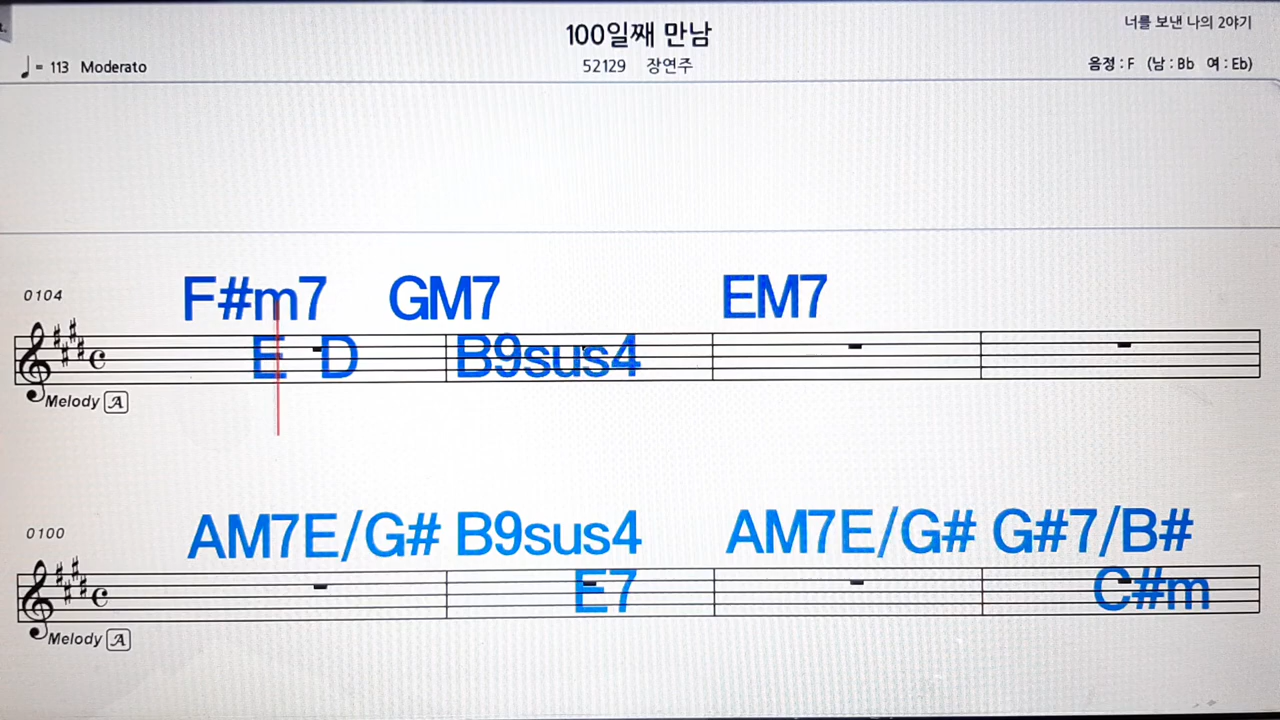 100일째 만남
너를 보낸 나의 2야기
♩= 113 Moderato
52129 장연주
음정 : F (남 : Bb 여 : Eb)
0104
F#m7 GM7 EM7
E D B9sus4
Melody A
0100
AM7E/G# B9sus4 AM7E/G# G#7/B#
E7 C#m
Melody A